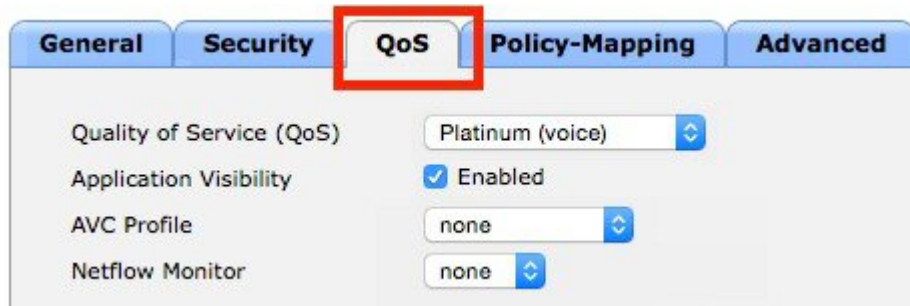 General Security QoS Policy-Mapping Advanced
Quality of Service (QoS) Platinum (voice)
Application Visibility Enabled
AVC Profile none
Netflow Monitor none